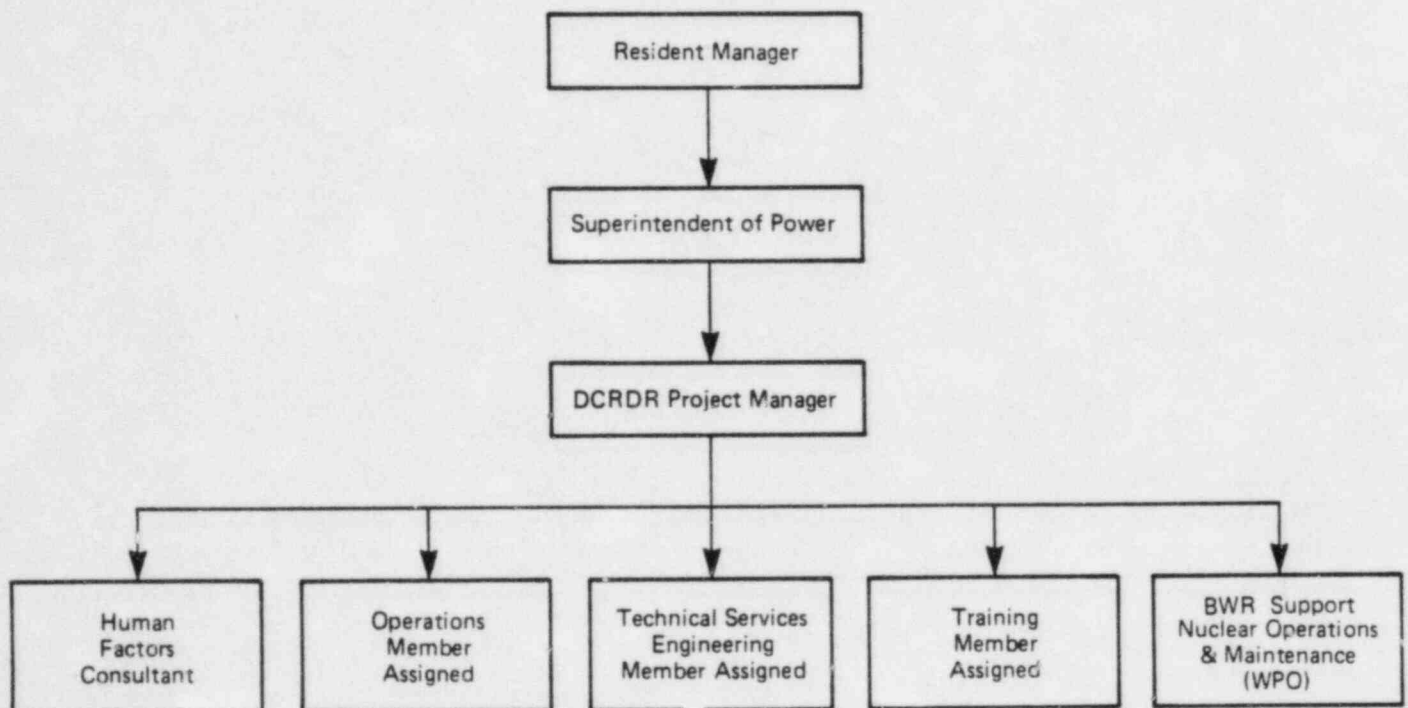 Resident Manager
Superintendent of Power
DCRDR Project Manager
Human
Factors
Consultant
Operations
Member
Assigned
Technical Services
Engineering
Member Assigned
Training
Member
Assigned
BWR Support
Nuclear Operations
& Maintenance
(WPO)